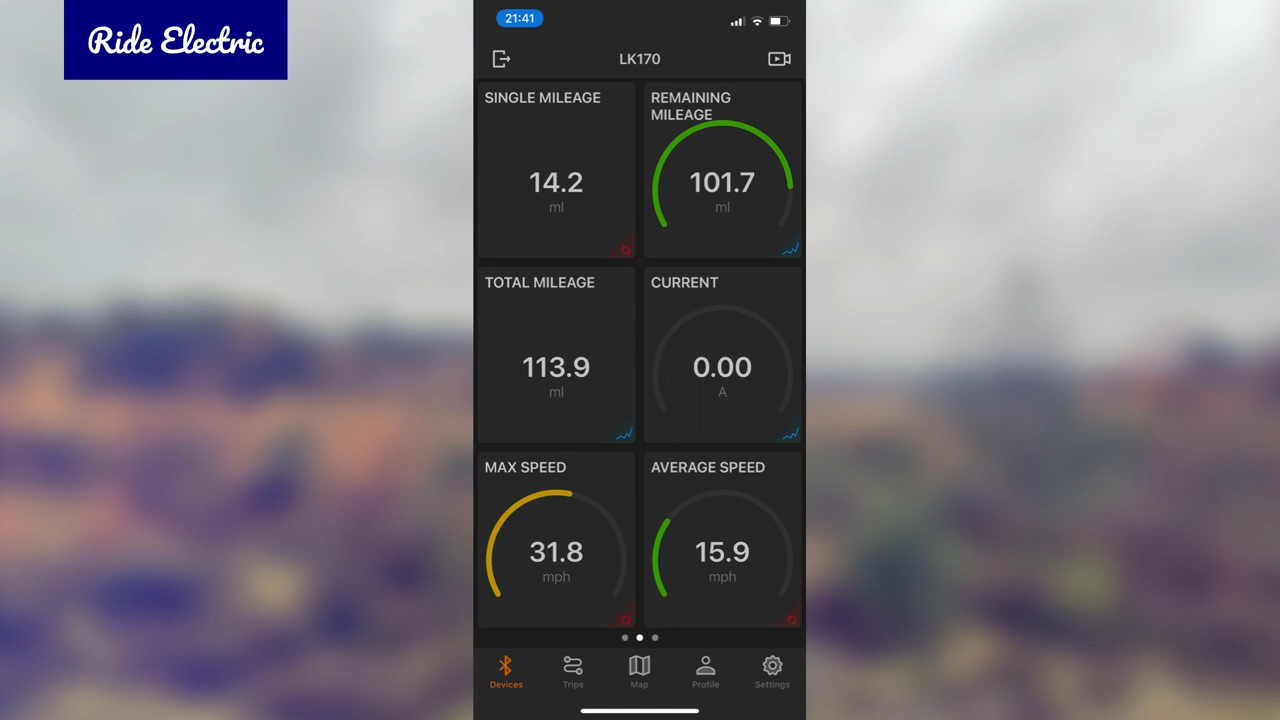 Ride Electric
21:41
LK170
SINGLE MILEAGE
14.2
ml
REMAINING
MILEAGE
101.7
ml
TOTAL MILEAGE
113.9
ml
CURRENT
0.00
A
MAX SPEED
31.8
mph
AVERAGE SPEED
15.9
mph
Devices
Trips
Map
Profile
Settings